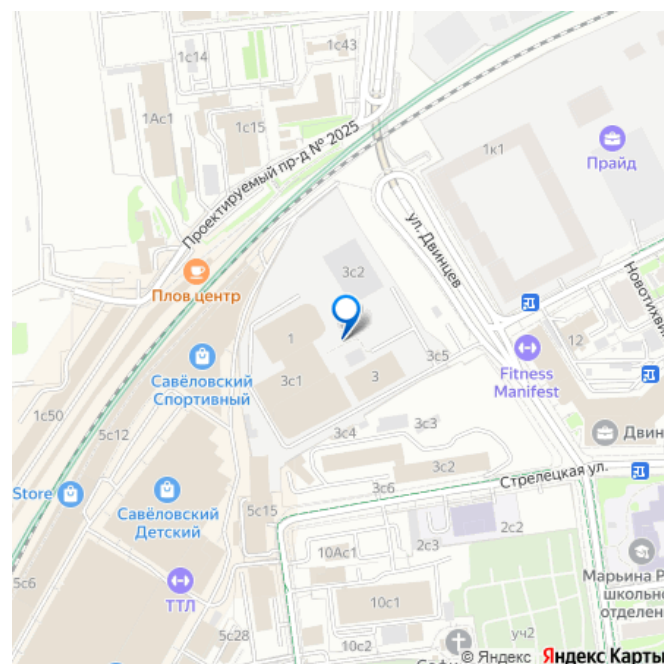 1с14
1с43
1Ас1
1с15
Проектируемый пр-д № 2025
1к1
Прайд
ул. Двинцев
3с2
Плов центр
Новотихвин
1
3с5
12
Савёловский
Спортивный
3с1
3
Fitness
Manifest
1с50
5с12
3с4
3с3
Двин
3с2
Store
3с6
Стрелецкая ул.
Савёловский
Детский
5с15
2с2
2с3
10Ас1
5с6
ТТЛ
Марьина Р
школьно
отделен
10с1
5с28
10с2
уч2
© Яндекс Яндекс Карты